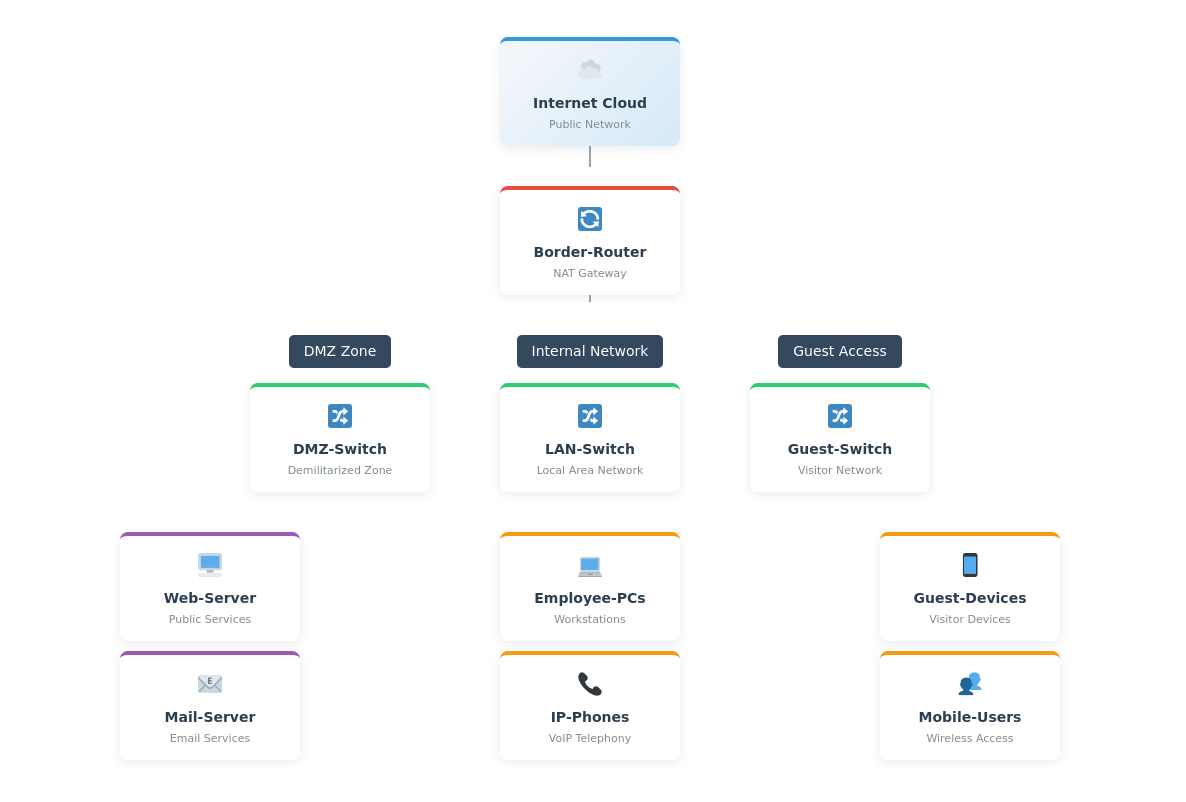 Internet Cloud
Public Network
Border-Router
NAT Gateway
DMZ Zone
Internal Network
Guest Access
DMZ-Switch
Demilitarized Zone
LAN-Switch
Local Area Network
Guest-Switch
Visitor Network
Web-Server
Public Services
Mail-Server
Email Services
Employee-PCs
Workstations
IP-Phones
VoIP Telephony
Guest-Devices
Visitor Devices
Mobile-Users
Wireless Access